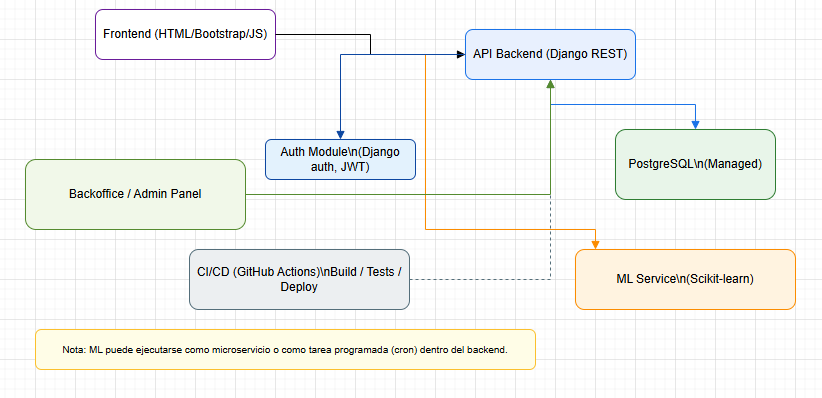 Frontend (HTML/Bootstrap/JS)
API Backend (Django REST)
Auth Module\n(Django
auth, JWT)
PostgreSQL\n(Managed)
Backoffice / Admin Panel
CI/CD (GitHub Actions)\nBuild / Tests /
Deploy
ML Service\n(Scikit-learn)
Nota: ML puede ejecutarse como microservicio o como tarea programada (cron) dentro del backend.